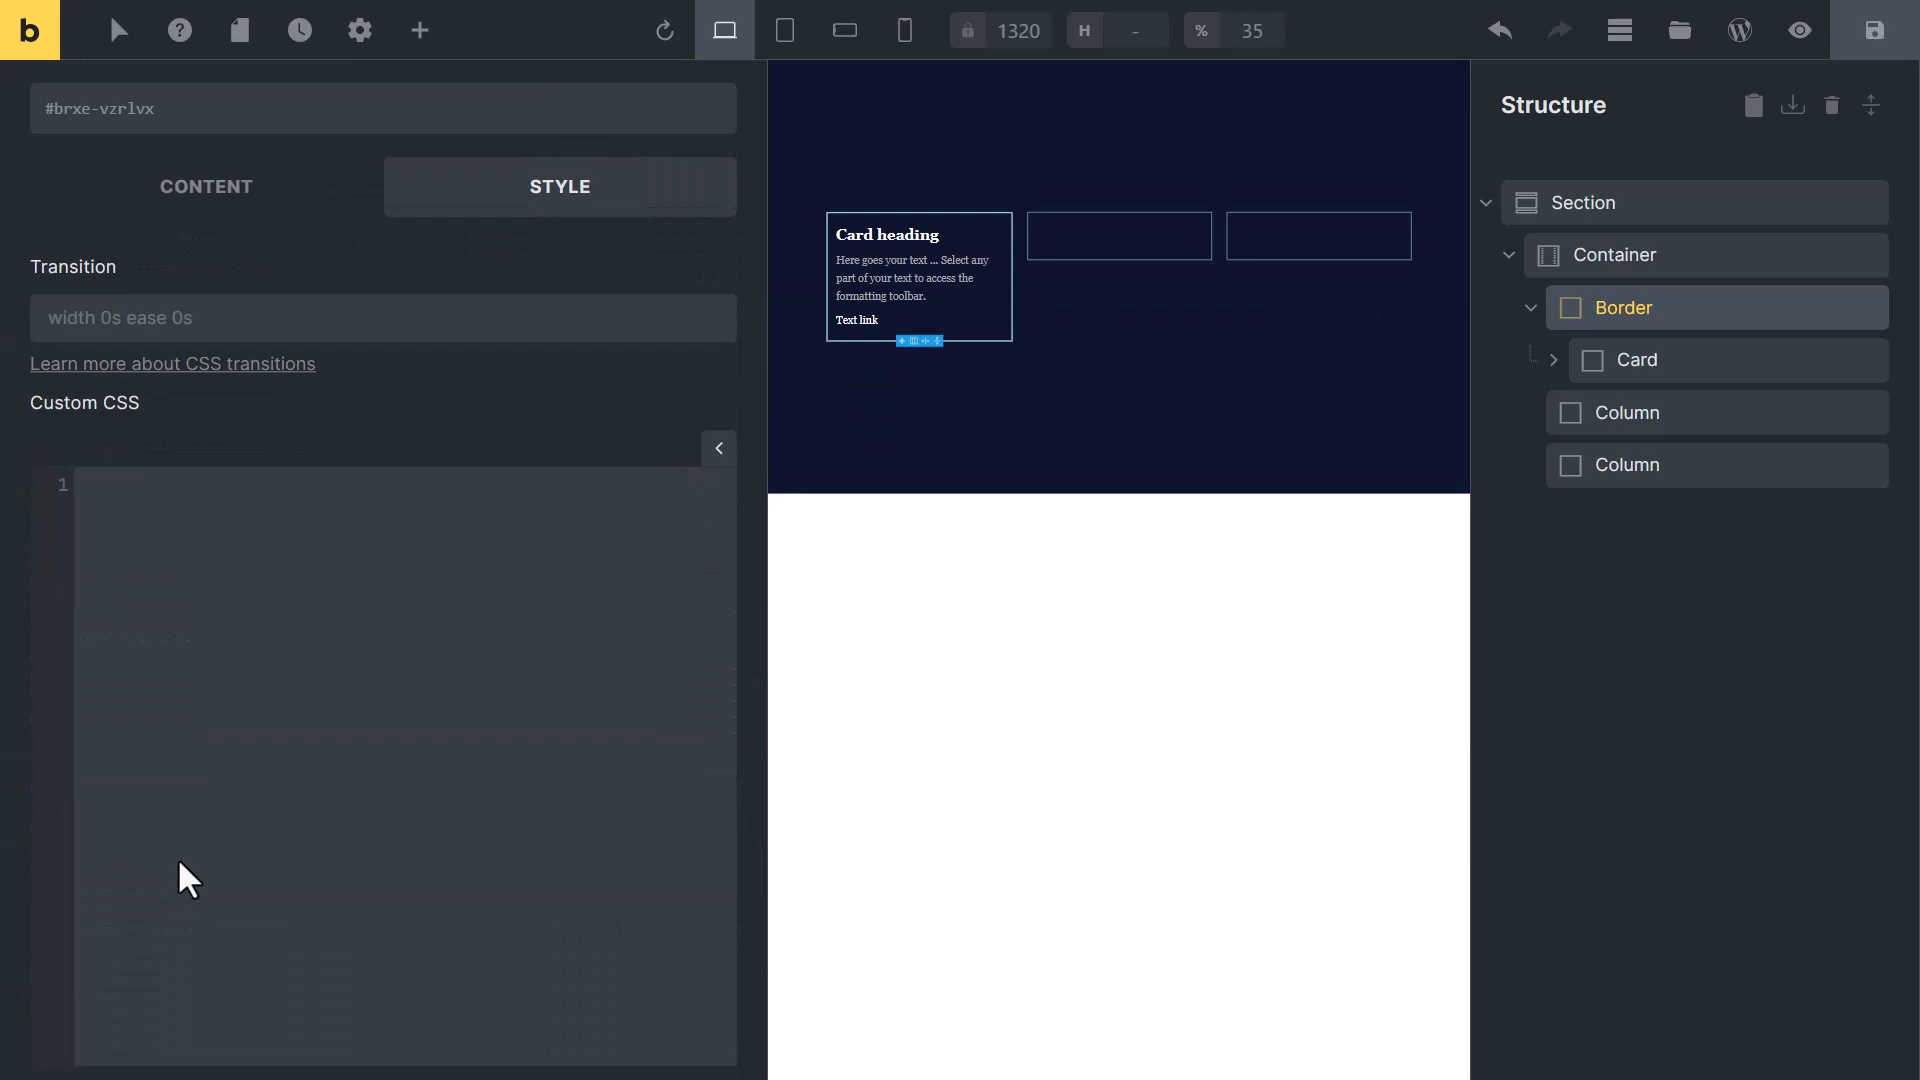 b
1320
H
-
%
35
#brxe-vzrlvx
CONTENT
STYLE
Transition
width 0s ease 0s
Learn more about CSS transitions
Custom CSS
1
Card heading
Here goes your text ... Select any
part of your text to access the
formatting toolbar.
Text link
Structure
Section
Container
Border
Card
Column
Column